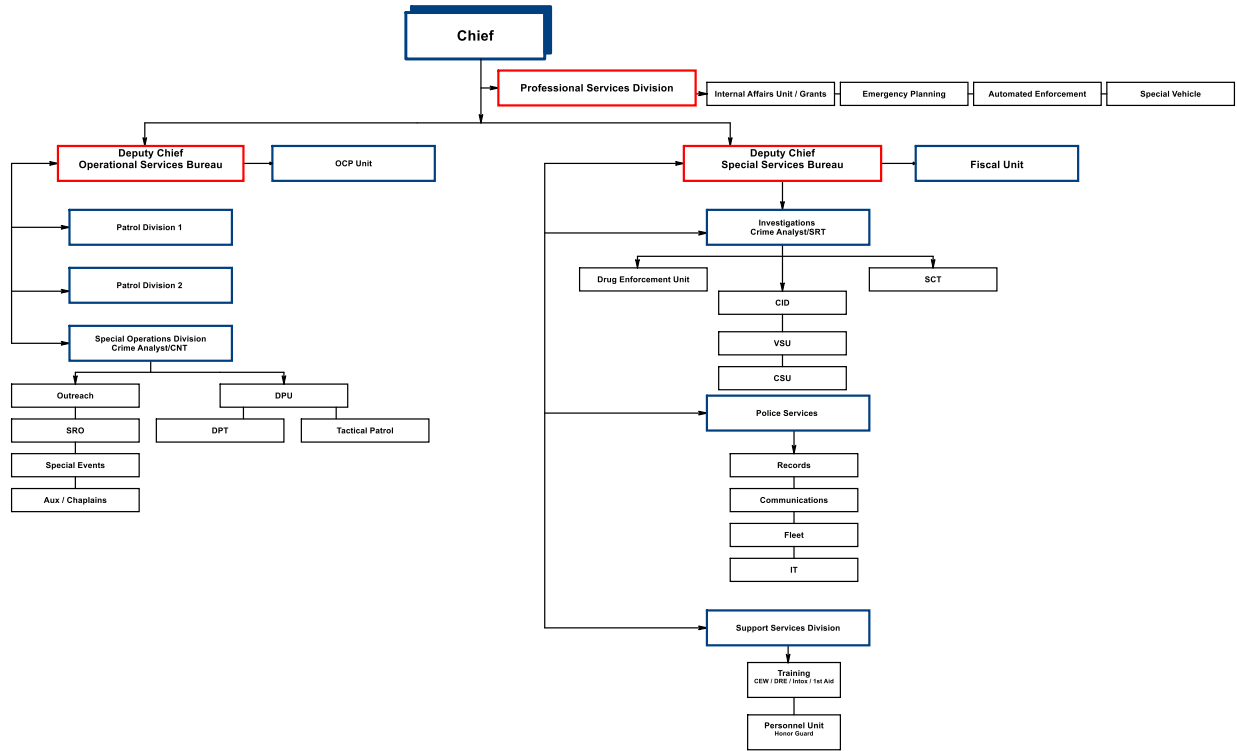 Chief
Professional Services Division
Internal Affairs Unit / Grants
Emergency Planning
Automated Enforcement
Special Vehicle
Deputy Chief
Operational Services Bureau
OCP Unit
Deputy Chief
Special Services Bureau
Fiscal Unit
Patrol Division 1
Patrol Division 2
Special Operations Division
Crime Analyst/CNT
Outreach
DPU
SRO
DPT
Tactical Patrol
Special Events
Aux / Chaplains
Investigations
Crime Analyst/SRT
Drug Enforcement Unit
SCT
CID
VSU
CSU
Police Services
Records
Communications
Fleet
IT
Support Services Division
Training
CEW / DRE / Intox / 1st Aid
Personnel Unit
Honor Guard